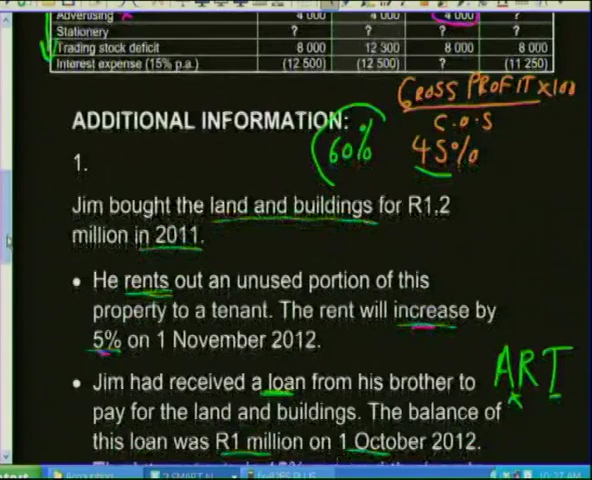 Advertising 4 000 4 000 4 000 ?
Stationery ? ? ? ?
Trading stock deficit 8 000 12 300 8 000 8 000
Interest expense (15% p.a.) (12 500) (12 500) ? (11 250)
GROSS PROFIT x100
C.O.S
ADDITIONAL INFORMATION:
60% 45%
1.
Jim bought the land and buildings for R1,2
million in 2011.
• He rents out an unused portion of this
property to a tenant. The rent will increase by
5% on 1 November 2012.
ART
• Jim had received a loan from his brother to
pay for the land and buildings. The balance of
this loan was R1 million on 1 October 2012.
Accounting
10:27 AM